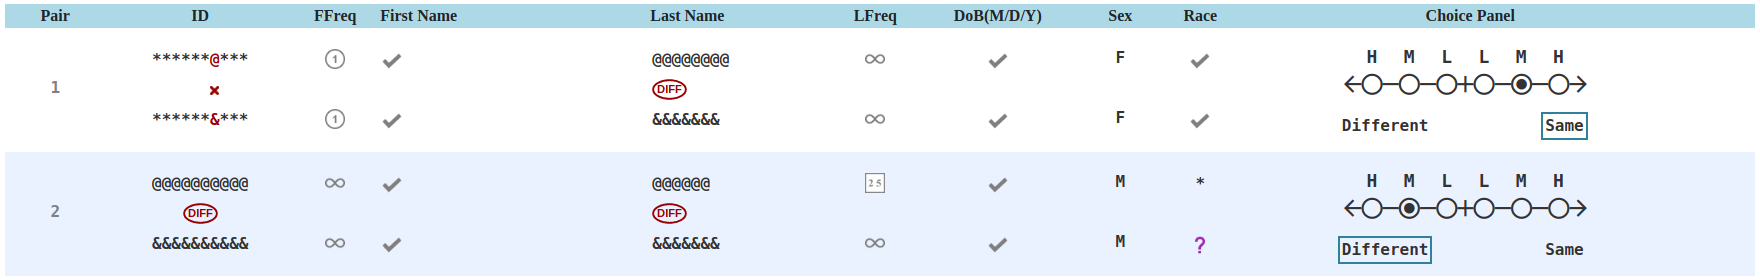 Pair ID FFreq First Name Last Name LFreq DoB(M/D/Y) Sex Race Choice Panel
******@*** ① ✔ @@@@@@@@ ∞ ✔ F ✔ H M L L M H
1 ✖ DIFF
******&*** ① ✔ &&&&&&& ∞ ✔ F ✔ Different Same
@@@@@@@@@@ ∞ ✔ @@@@@@ 25 ✔ M * H M L L M H
2 DIFF DIFF
&&&&&&&&&& ∞ ✔ &&&&&&& ∞ ✔ M ? Different Same